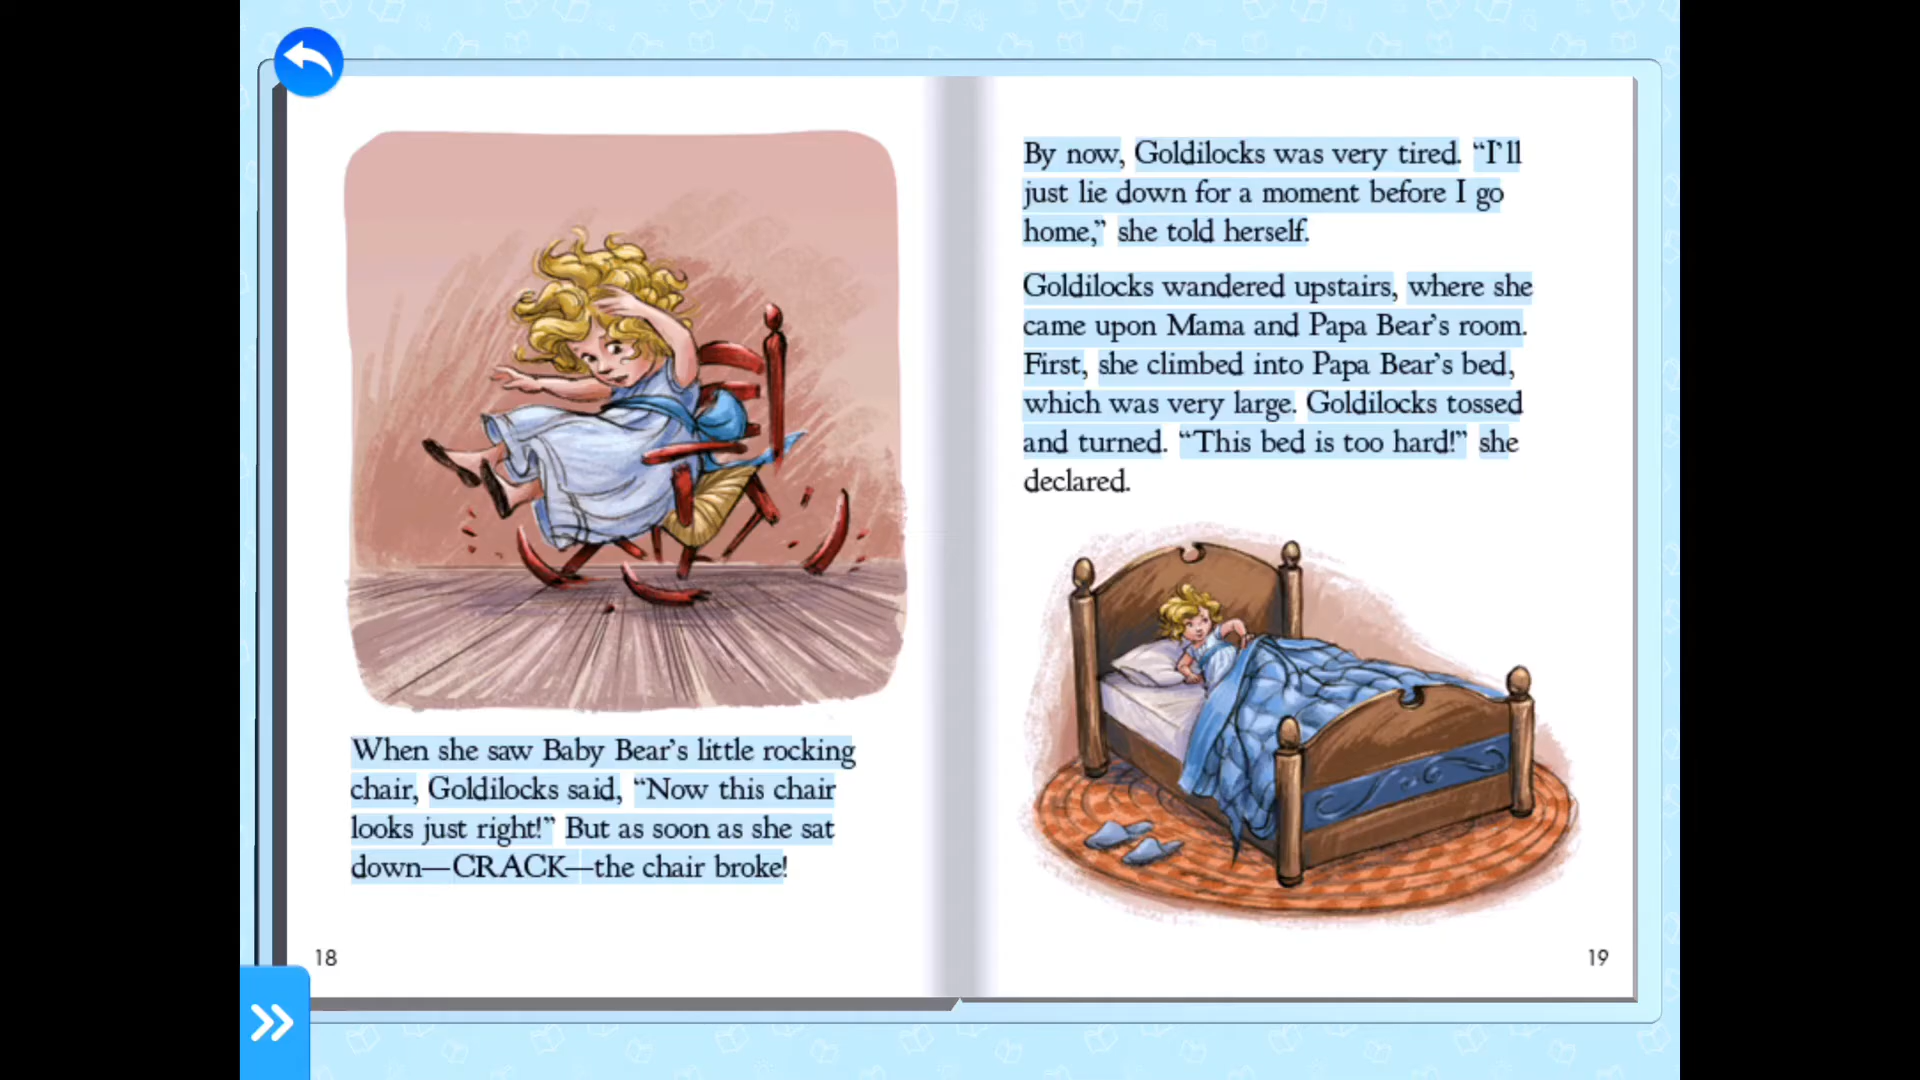 When she saw Baby Bear's little rocking
chair, Goldilocks said, “Now this chair
looks just right!” But as soon as she sat
down—CRACK—the chair broke!
18
By now, Goldilocks was very tired. “I'll
just lie down for a moment before I go
home,” she told herself.
Goldilocks wandered upstairs, where she
came upon Mama and Papa Bear's room.
First, she climbed into Papa Bear's bed,
which was very large. Goldilocks tossed
and turned. “This bed is too hard!” she
declared.
19